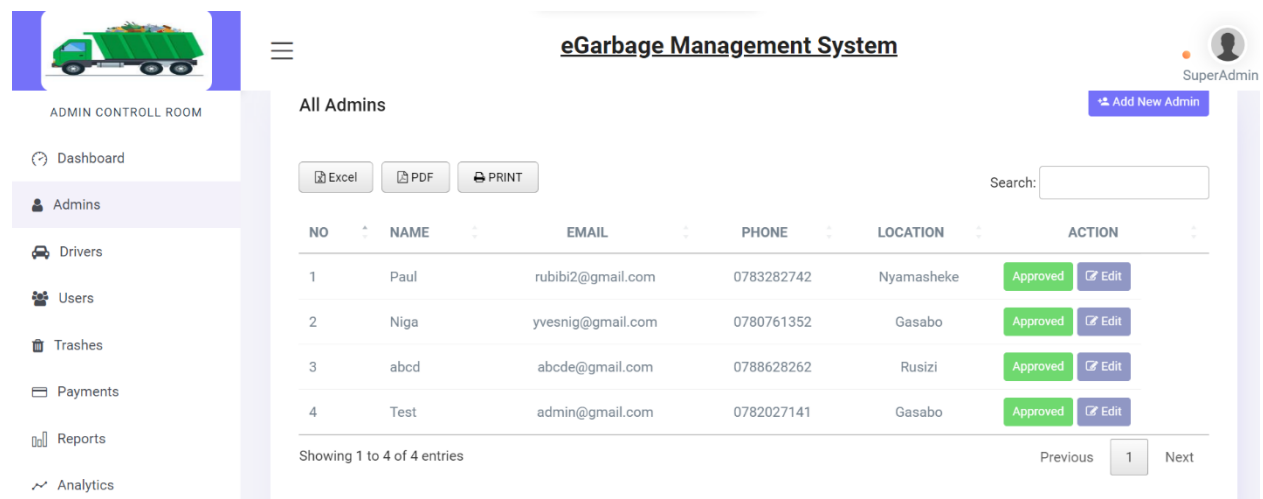 eGarbage Management System
SuperAdmin
ADMIN CONTROLL ROOM
Dashboard
Admins
Drivers
Users
Trashes
Payments
Reports
Analytics
All Admins
Add New Admin
Excel PDF PRINT
Search:
NO NAME EMAIL PHONE LOCATION ACTION
1 Paul rubibi2@gmail.com 0783282742 Nyamasheke Approved Edit
2 Niga yvesnig@gmail.com 0780761352 Gasabo Approved Edit
3 abcd abcde@gmail.com 0788628262 Rusizi Approved Edit
4 Test admin@gmail.com 0782027141 Gasabo Approved Edit
Showing 1 to 4 of 4 entries
Previous 1 Next